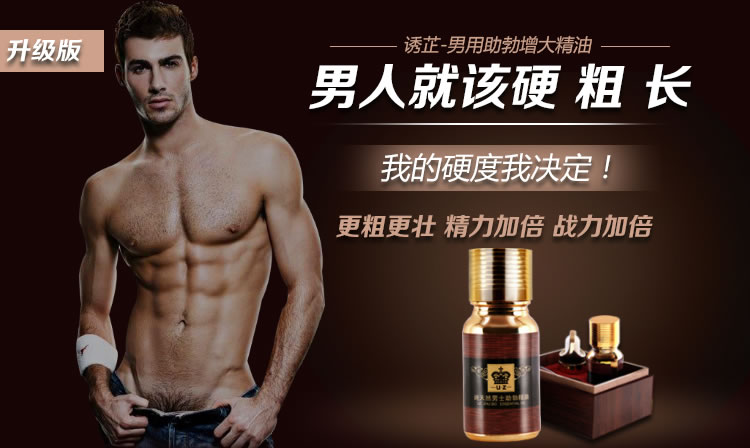 升级版
诱芷-男用助勃增大精油
男人就该硬 粗 长
我的硬度我决定！
更粗更壮 精力加倍 战力加倍
U·Z